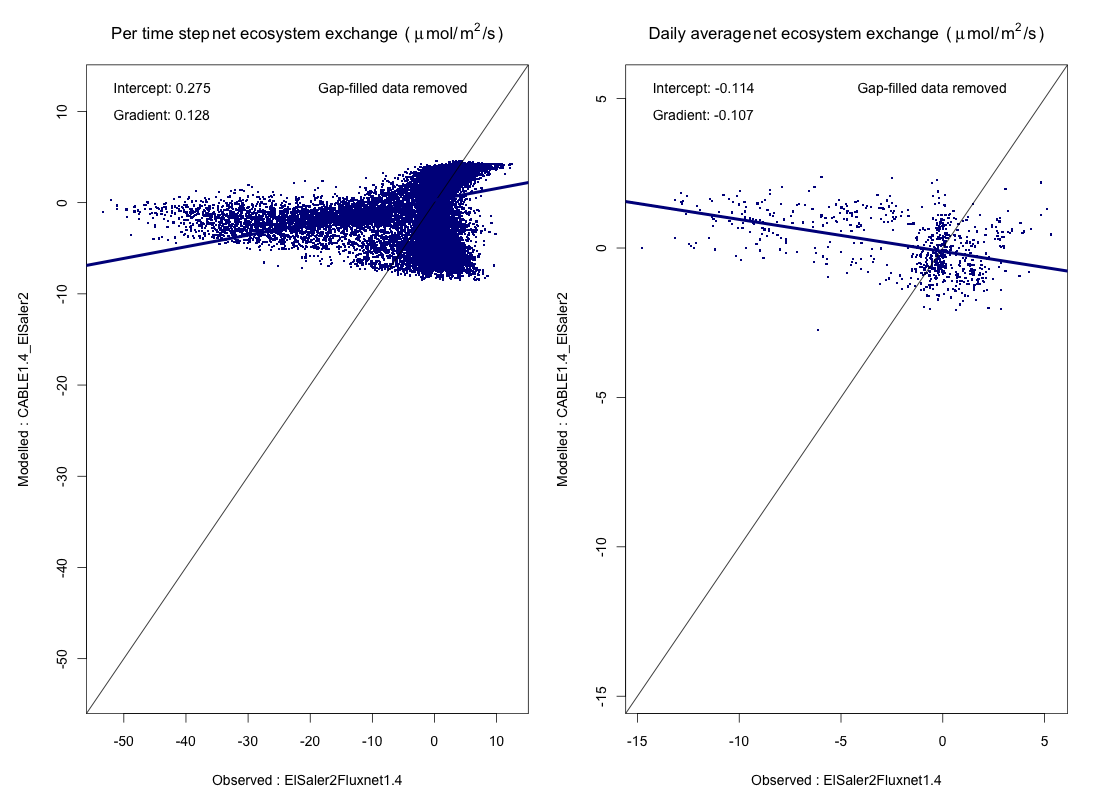 Per time step net ecosystem exchange ( μmol/m²/s)
Intercept: 0.275
Gap-filled data removed
Gradient: 0.128
10
0
10
-20
-30
-40
-50
Modelled : CABLE1.4_ElSaler2
-50 -40 -30 -20 -10 0 10
Observed : ElSaler2Fluxnet1.4
Daily average net ecosystem exchange ( μmol/m²/s)
Intercept: -0.114
Gap-filled data removed
Gradient: -0.107
5
0
-5
-10
-15
Modelled : CABLE1.4_ElSaler2
-15 -10 -5 0 5
Observed : ElSaler2Fluxnet1.4